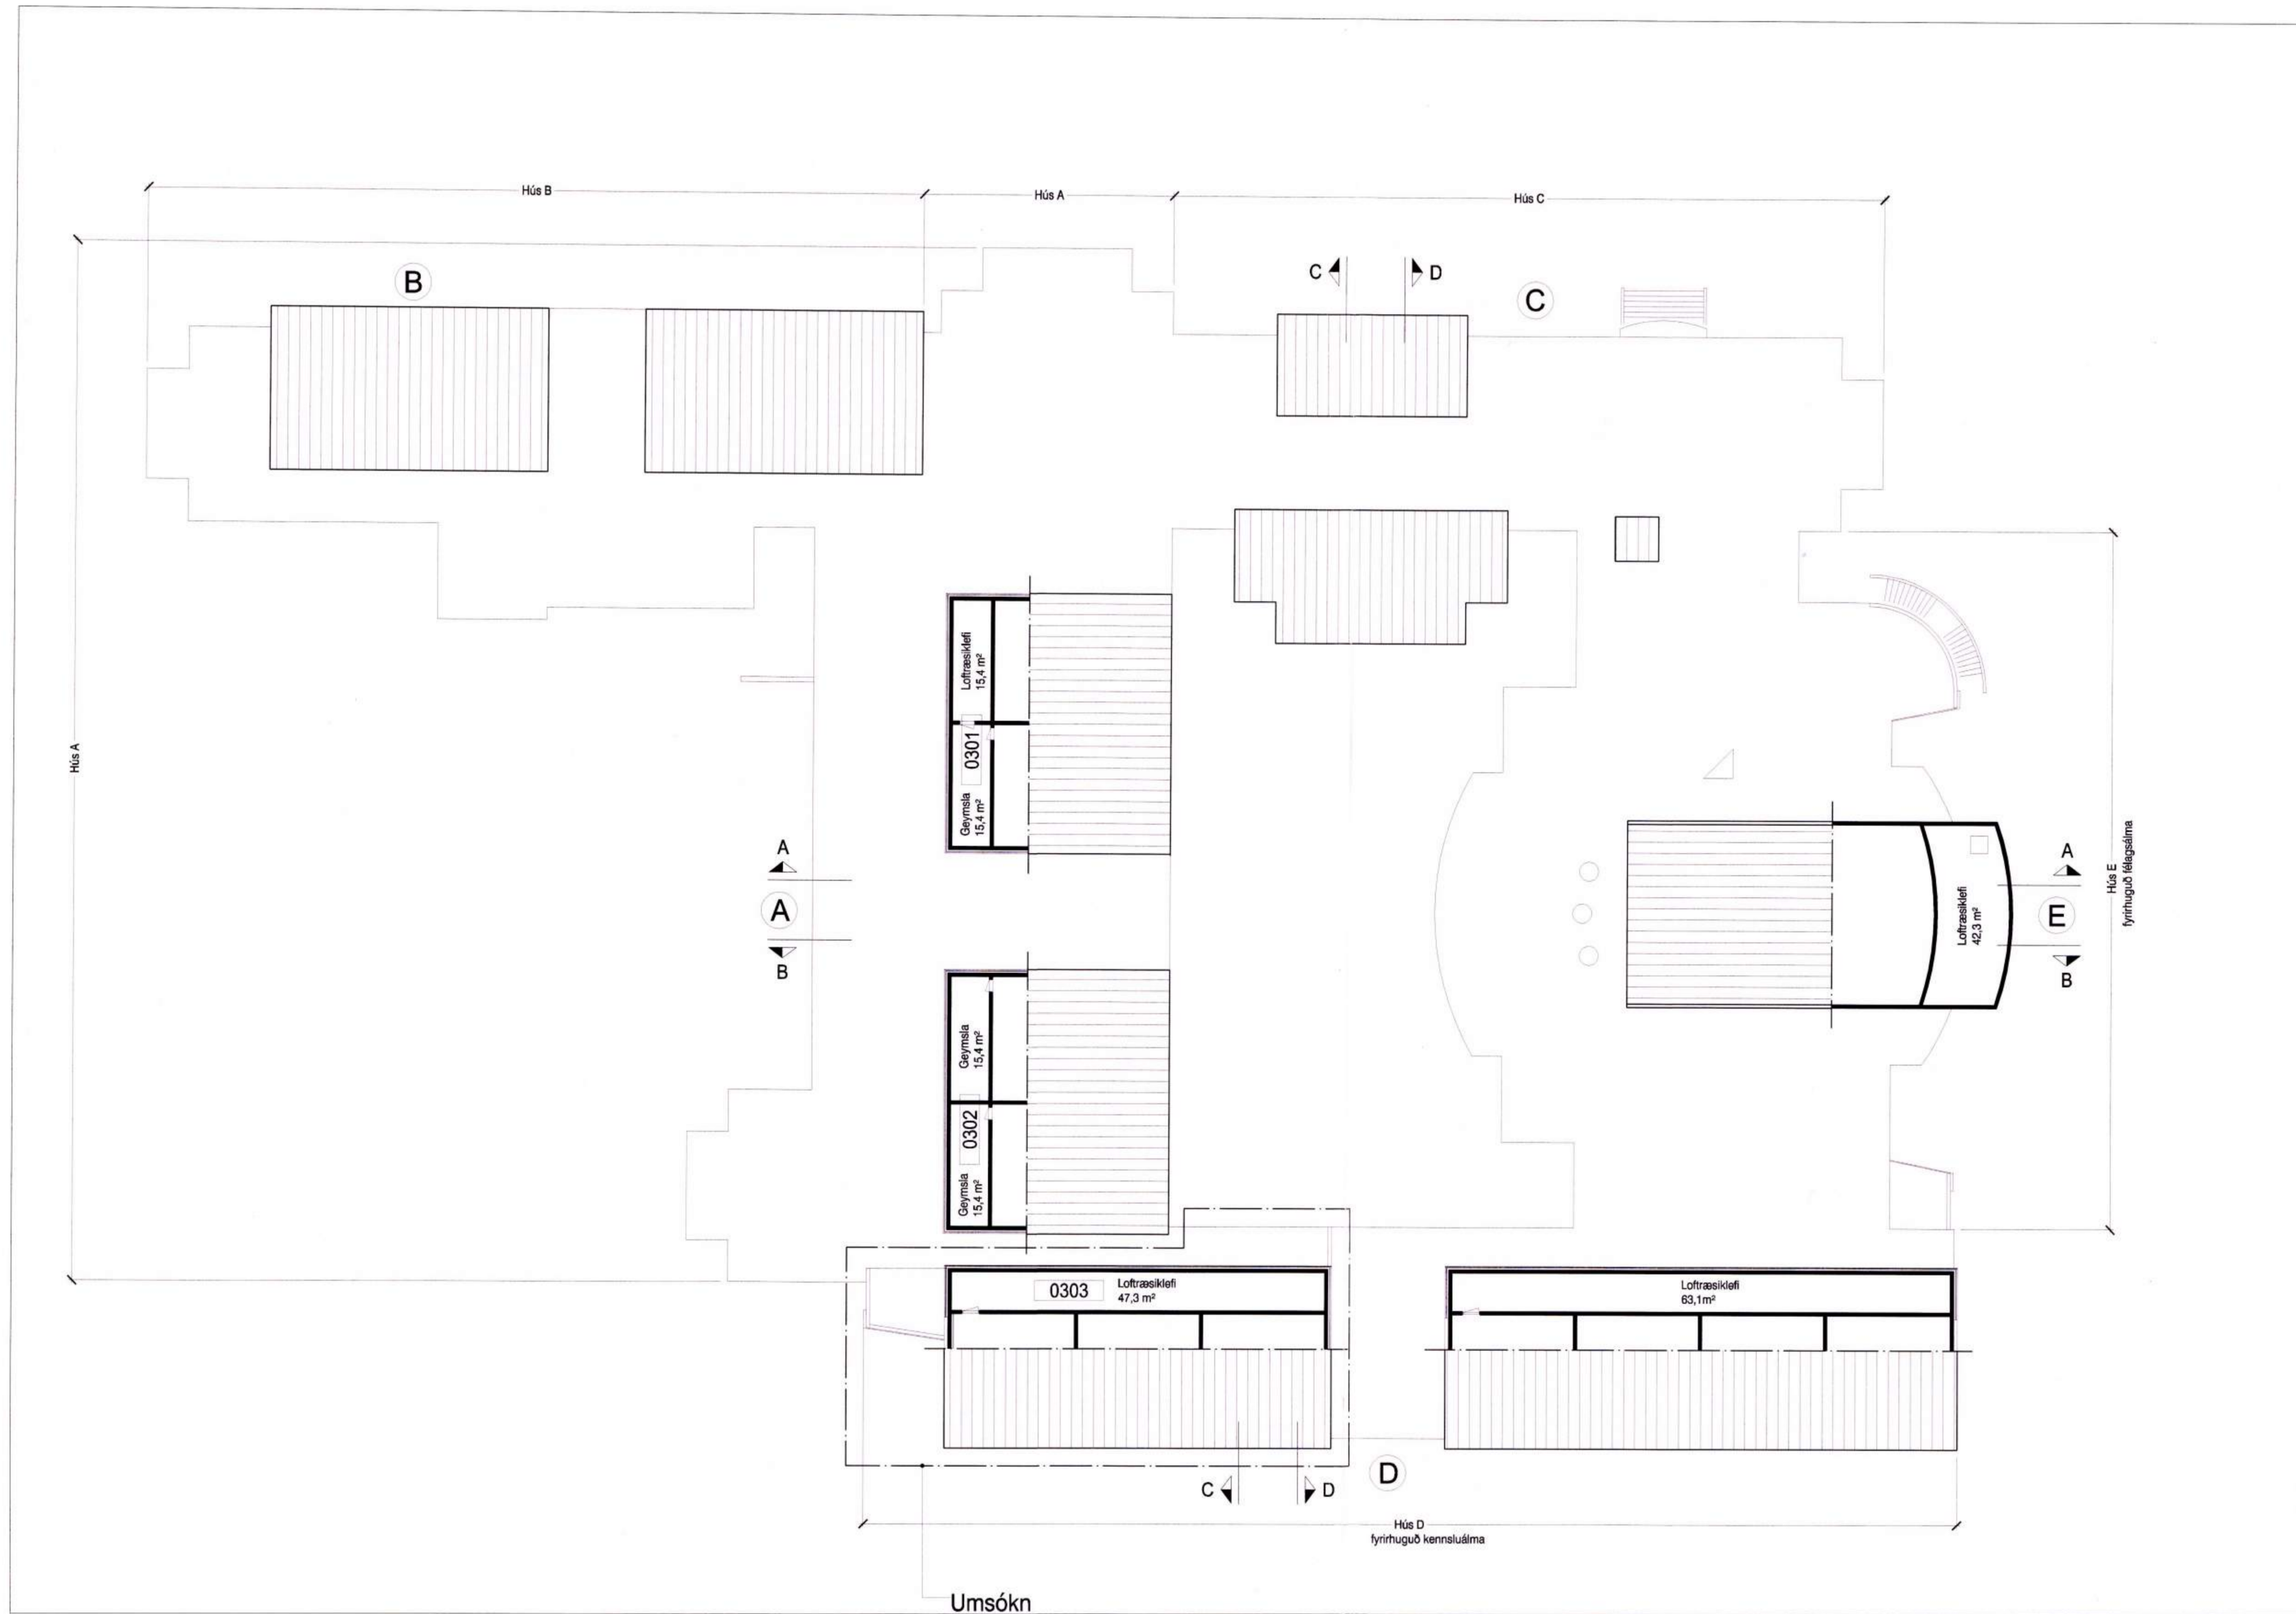 Hús B
Hús A
Hús C
B
C
D
C
Hús A
Loftræsiklefi
15,4 m²
0301
Geymsla
15,4 m²
A
A
B
A
E
B
Loftræsiklefi
42,3 m²
Hús E
fyrirhuguð félagsálma
Geymsla
15,4 m²
0302
Geymsla
15,4 m²
0303
Loftræsiklefi
47,3 m²
Loftræsiklefi
63,1m²
C
D
D
Hús D
fyrirhuguð kennsluálma
Umsókn